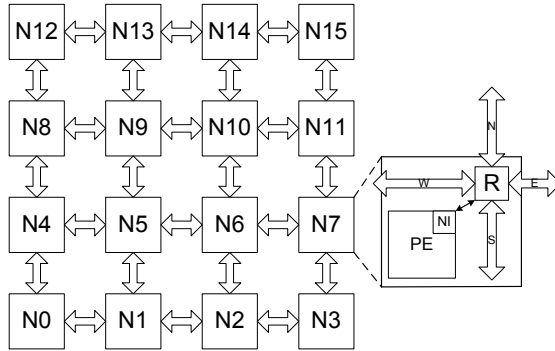 N12 N13 N14 N15
N8 N9 N10 N11
N4 N5 N6 N7
N0 N1 N2 N3
N
W R E
NI
PE S